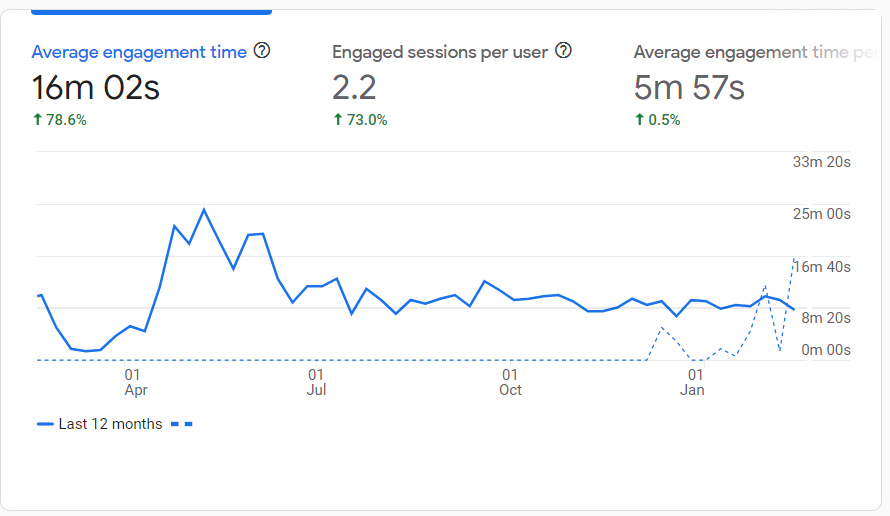 Average engagement time
16m 02s
78.6%
Engaged sessions per user
2.2
73.0%
Average engagement time per
5m 57s
0.5%
33m 20s
25m 00s
16m 40s
8m 20s
0m 00s
01
Apr
01
Jul
01
Oct
01
Jan
Last 12 months